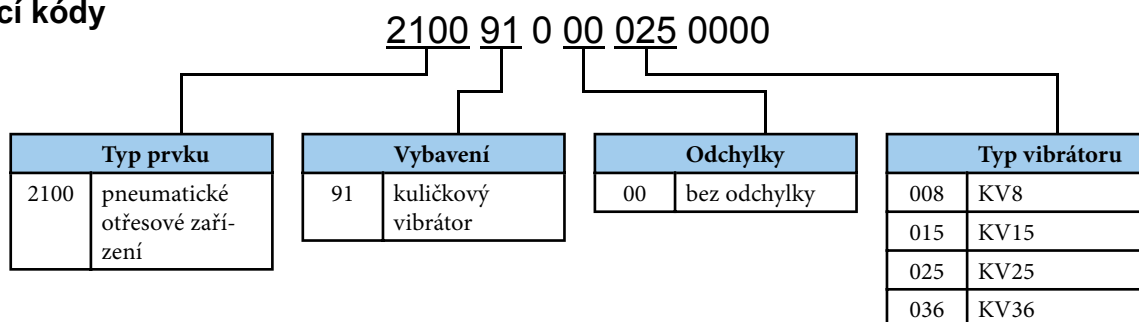 cí kódy
2100 91 0 00 025 0000
Typ prvku
2100 pneumatické
otřesové zaří-
zení
Vybavení
91 kuličkový
vibrátor
Odchylky
00 bez odchylky
Typ vibrátoru
008 KV8
015 KV15
025 KV25
036 KV36